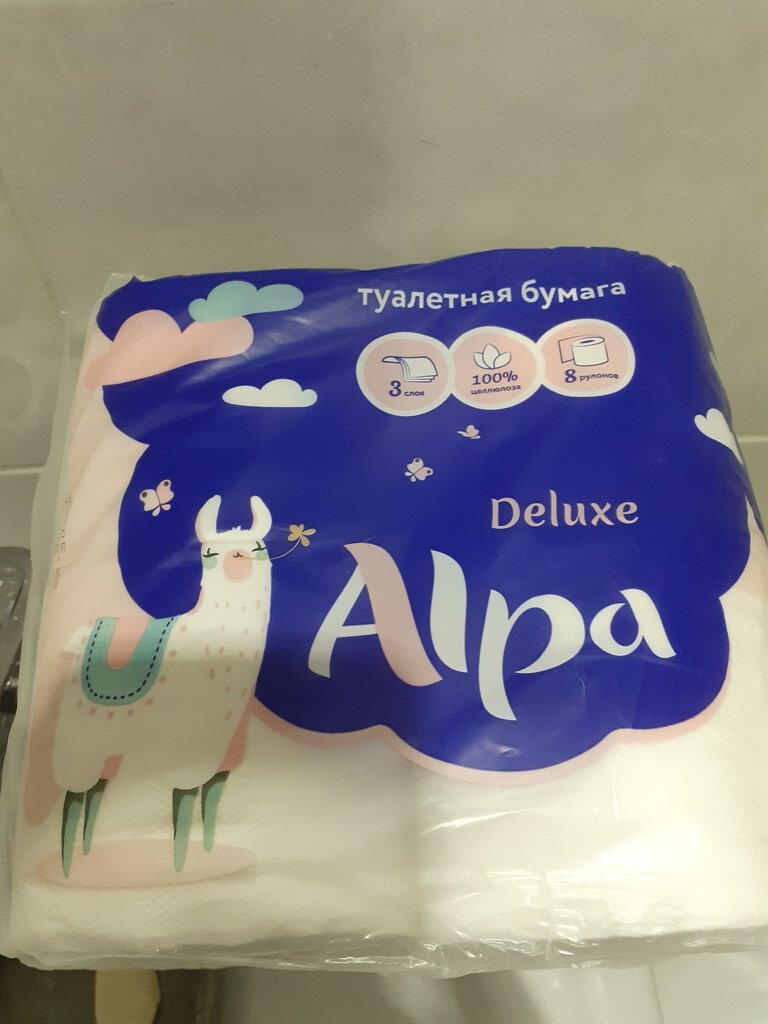 туалетная бумага
3 слоя
100%
целлюлоза
8 рулонов
Deluxe
Alpa